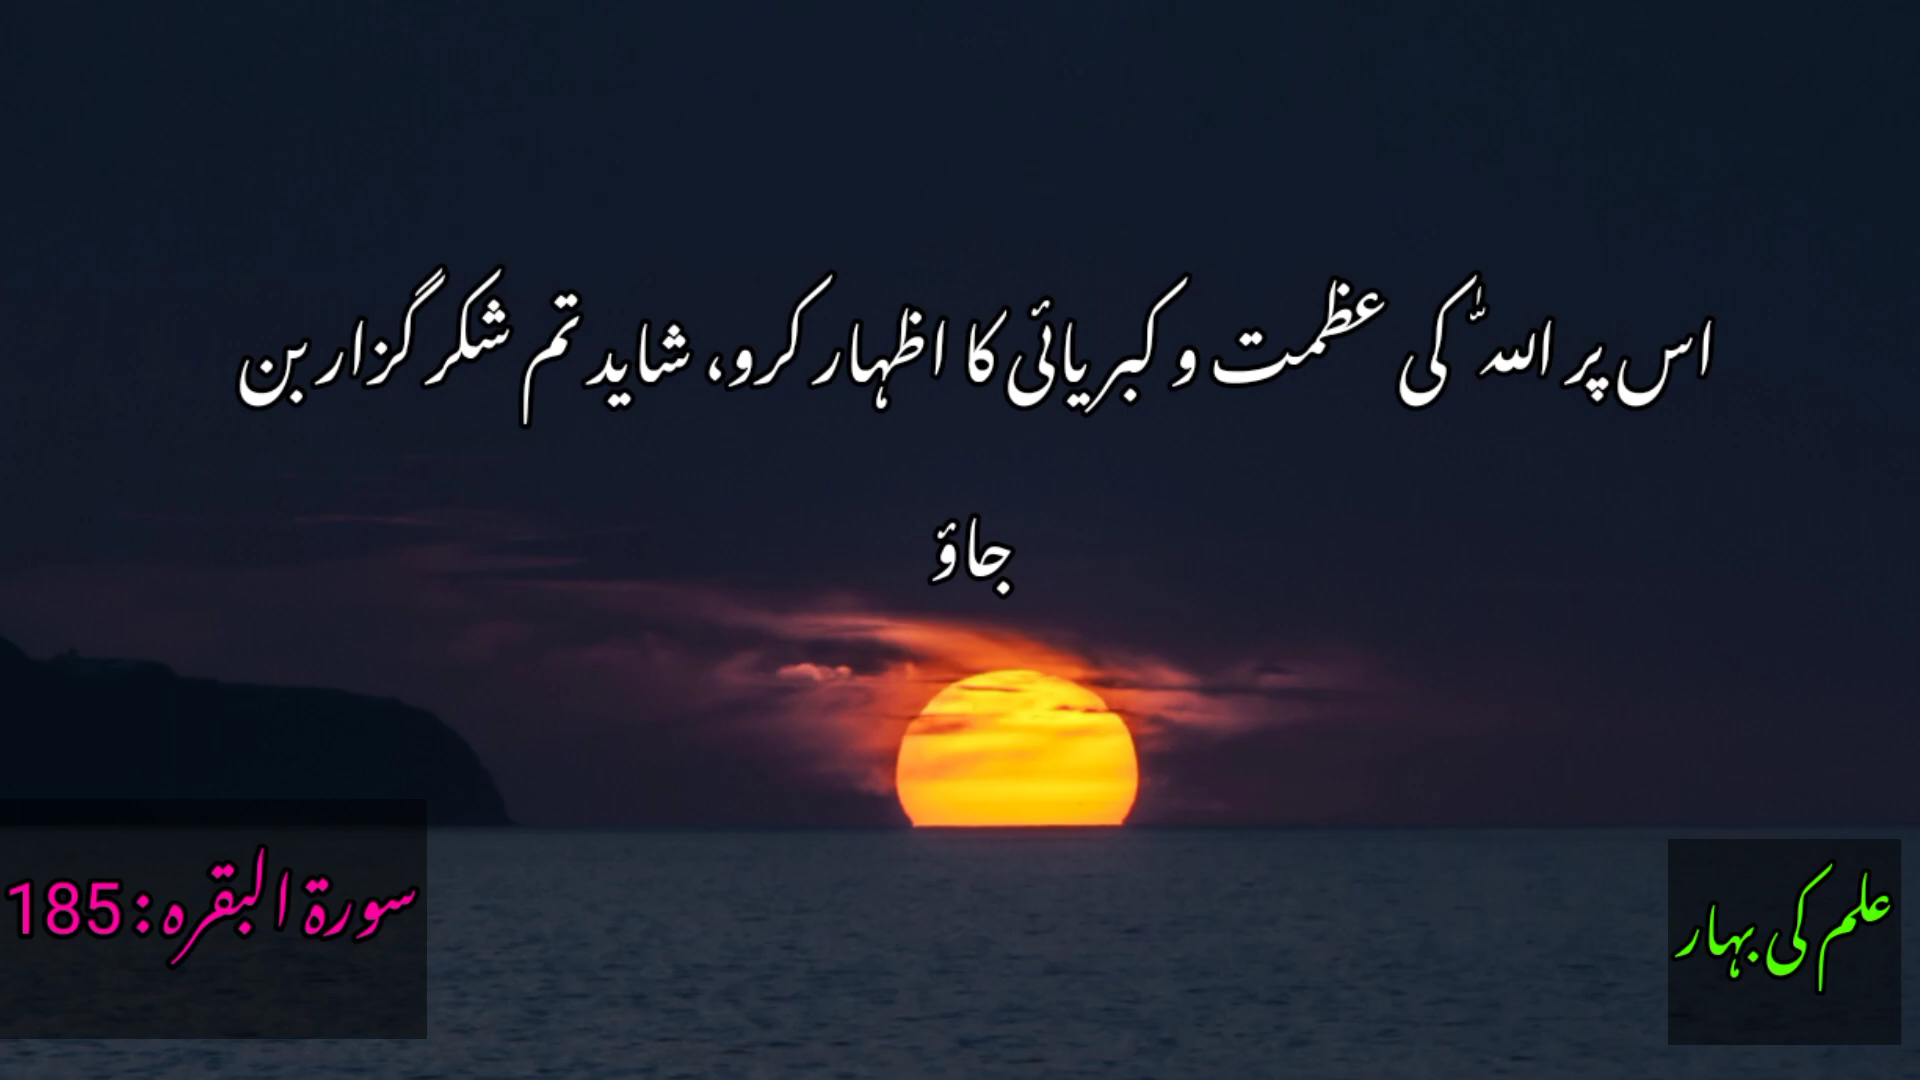 اس پر اللہ کی عظمت و کبریائی کا اظہار کرو، شاید تم شکر گزار بن
جاؤ
سورۃ البقرہ: 185
علم کی بہار